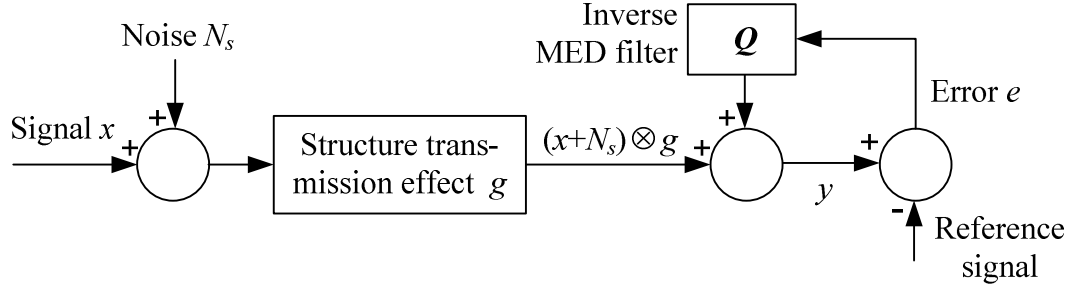 Noise Nₛ
Signal x
+
+
Structure trans-
mission effect g
(x+Nₛ)⊗g
Inverse
MED filter
Q
+
+
y
Error e
+
-
Reference
signal